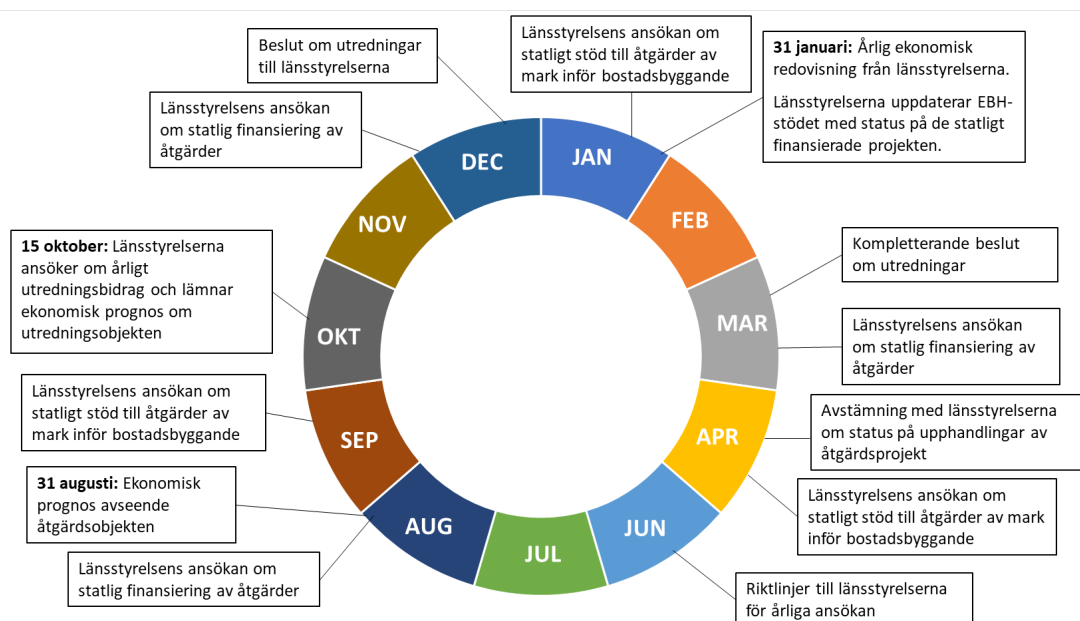 Länsstyrelsens ansökan om
statligt stöd till åtgärder av
mark inför bostadsbyggande
31 januari: Årlig ekonomisk
redovisning från länsstyrelserna.
Länsstyrelserna uppdaterar EBH-
stödet med status på de statligt
finansierade projekten.
Kompletterande beslut
om utredningar
Länsstyrelsens ansökan
om statlig finansiering av
åtgärder
Avstämning med länsstyrelserna
om status på upphandlingar av
åtgärdsprojekt
Länsstyrelsens ansökan om
statligt stöd till åtgärder av mark
inför bostadsbyggande
Riktlinjer till länsstyrelserna
för årliga ansökan
Länsstyrelsens ansökan om
statlig finansiering av åtgärder
31 augusti: Ekonomisk
prognos avseende
åtgärdsobjekten
Länsstyrelsens ansökan om
statligt stöd till åtgärder av
mark inför bostadsbyggande
15 oktober: Länsstyrelserna
ansöker om årligt
utredningsbidrag och lämnar
ekonomisk prognos om
utredningsobjekten
Länsstyrelsens ansökan
om statlig finansiering av
åtgärder
Beslut om utredningar
till länsstyrelserna
JAN
FEB
MAR
APR
JUN
JUL
AUG
SEP
OKT
NOV
DEC